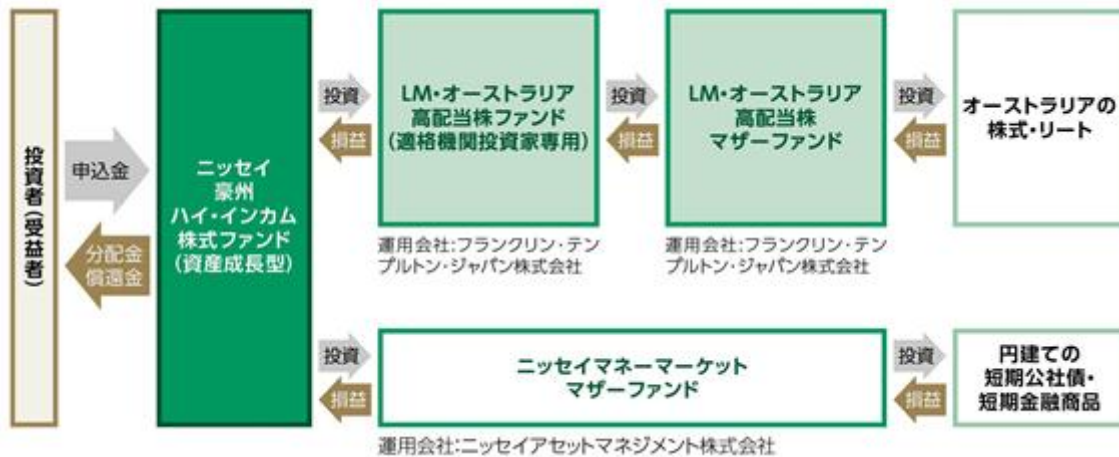 投資者(受益者)
申込金
分配金
償還金
ニッセイ
豪州
ハイ・インカム
株式ファンド
(資産成長型)
投資
損益
LM・オーストラリア
高配当株ファンド
(適格機関投資家専用)
運用会社:フランクリン・テン
プルトン・ジャパン株式会社
投資
損益
LM・オーストラリア
高配当株
マザーファンド
運用会社:フランクリン・テン
プルトン・ジャパン株式会社
投資
損益
オーストラリアの
株式・リート
投資
損益
ニッセイマネーマーケット
マザーファンド
運用会社:ニッセイアセットマネジメント株式会社
投資
損益
円建ての
短期公社債・
短期金融商品